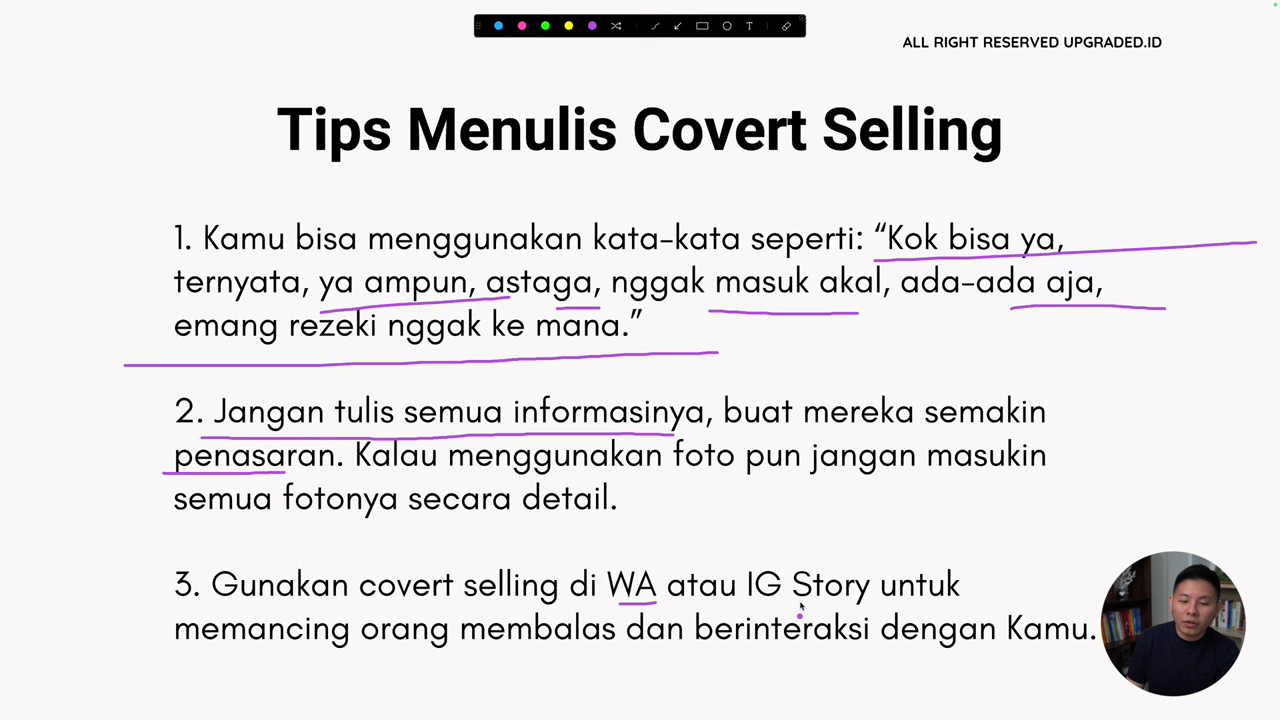 ALL RIGHT RESERVED UPGRADED.ID
Tips Menulis Covert Selling
1. Kamu bisa menggunakan kata-kata seperti: “Kok bisa ya,
ternyata, ya ampun, astaga, nggak masuk akal, ada-ada aja,
emang rezeki nggak ke mana.”
2. Jangan tulis semua informasinya, buat mereka semakin
penasaran. Kalau menggunakan foto pun jangan masukin
semua fotonya secara detail.
3. Gunakan covert selling di WA atau IG Story untuk
memancing orang membalas dan berinteraksi dengan Kamu.